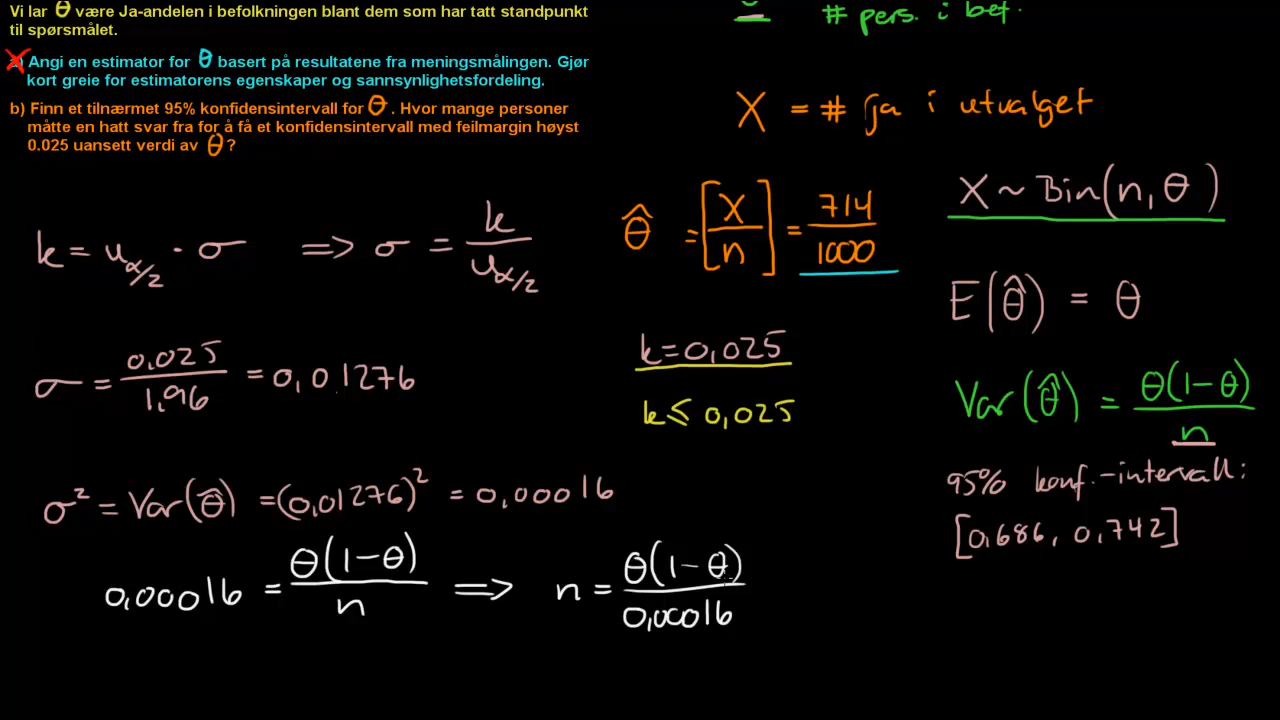 Vi lar θ være Ja-andelen i befolkningen blant dem som har tatt standpunkt
til spørsmålet.
a) Angi en estimator for θ basert på resultatene fra meningsmålingen. Gjør
kort greie for estimatorens egenskaper og sannsynlighetsfordeling.
b) Finn et tilnærmet 95% konfidensintervall for θ. Hvor mange personer
måtte en hatt svar fra for å få et konfidensintervall med feilmargin høyst
0.025 uansett verdi av θ?
# pers. i bef.
X = # ja i utvalget
X ~ Bin(n, θ)
θ̂ = [X/n] = 714/1000
E(θ̂) = θ
Var(θ̂) = θ(1-θ)/n
95% konf.-intervall:
[0,686, 0,742]
k = u_{α/2} · σ ⟹ σ = k/u_{α/2}
k=0,025
k ≤ 0,025
σ = 0,025/1,96 = 0,01276
σ² = Var(θ̂) = (0,01276)² = 0,00016
0,00016 = θ(1-θ)/n ⟹ n = θ(1-θ)/0,00016